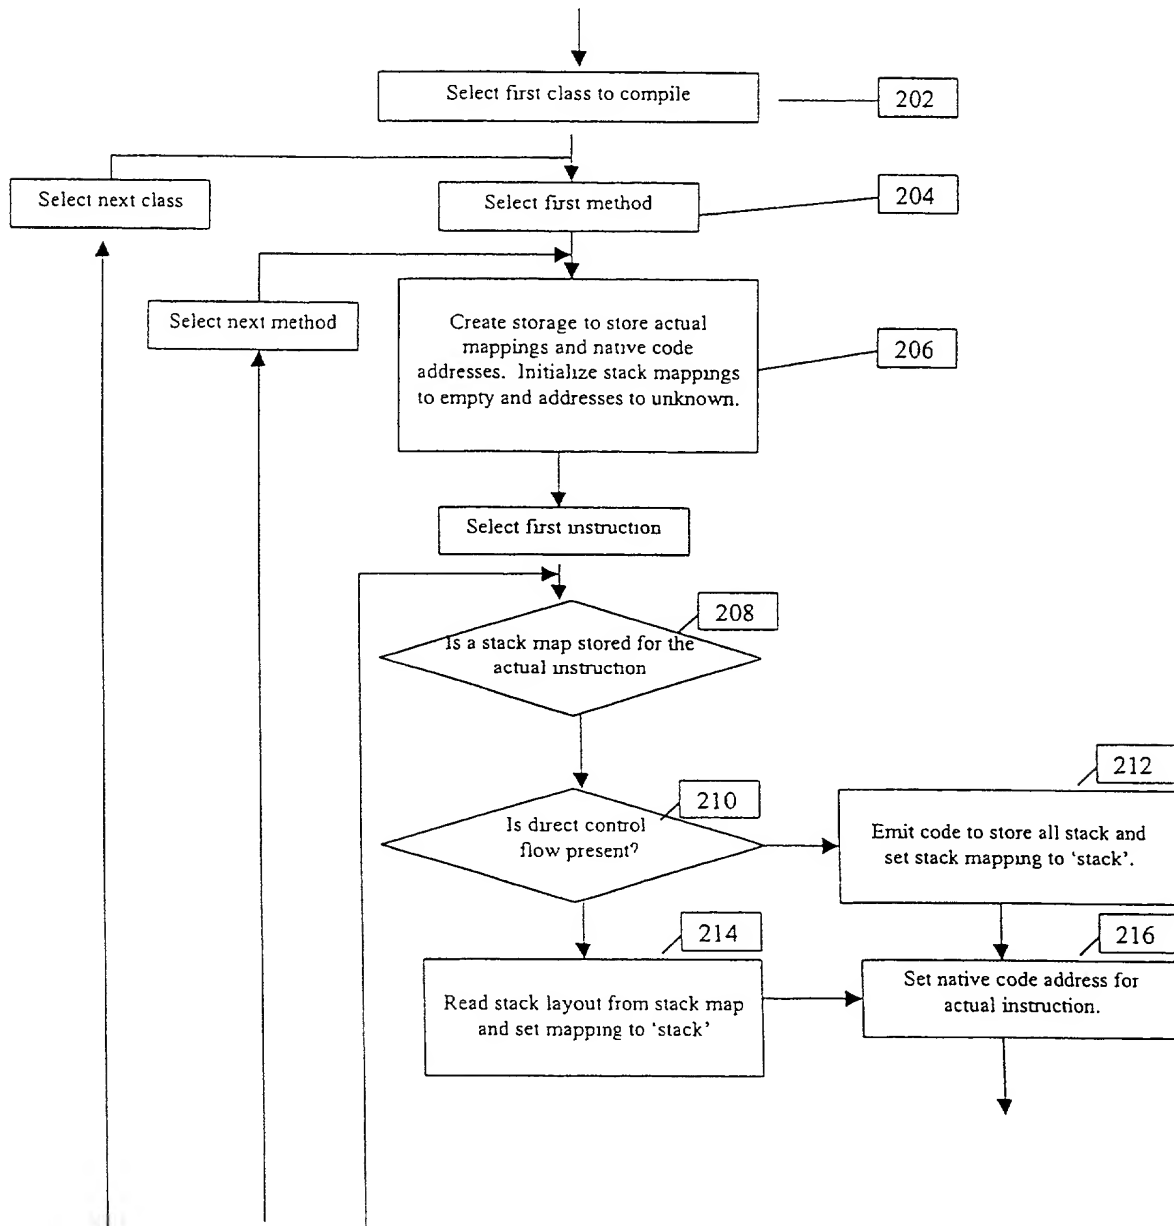 Select first class to compile
202
Select next class
Select first method
204
Select next method
Create storage to store actual
mappings and native code
addresses. Initialize stack mappings
to empty and addresses to unknown.
206
Select first instruction
208
Is a stack map stored for the
actual instruction
210
Is direct control
flow present?
212
Emit code to store all stack and
set stack mapping to ‘stack’.
214
Read stack layout from stack map
and set mapping to ‘stack’
216
Set native code address for
actual instruction.